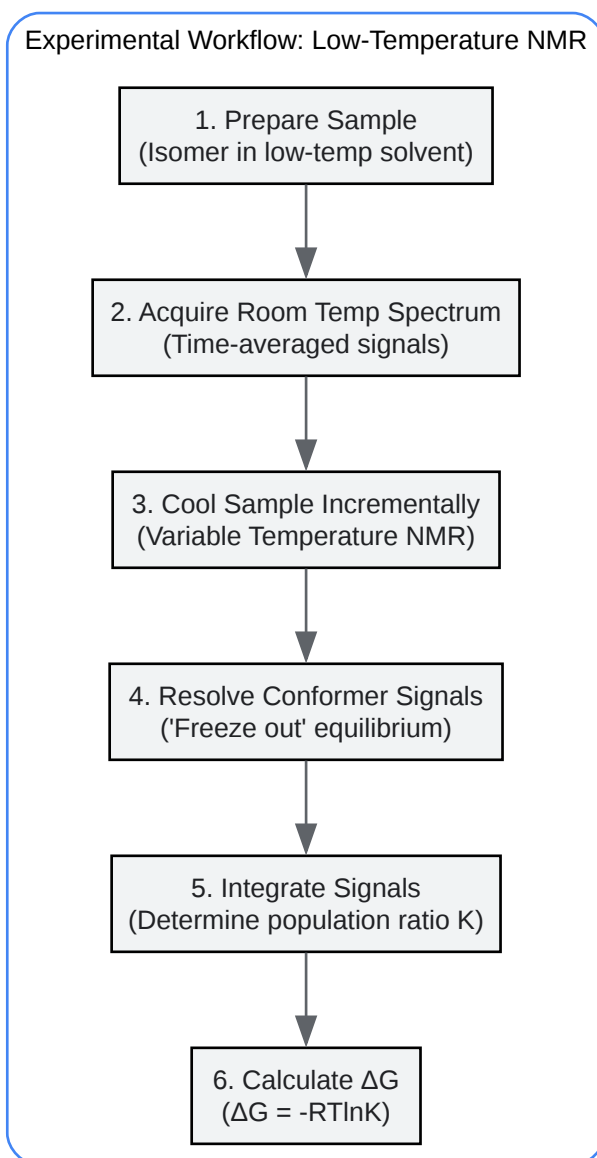 Experimental Workflow: Low-Temperature NMR
1. Prepare Sample
(Isomer in low-temp solvent)
2. Acquire Room Temp Spectrum
(Time-averaged signals)
3. Cool Sample Incrementally
(Variable Temperature NMR)
4. Resolve Conformer Signals
('Freeze out' equilibrium)
5. Integrate Signals
(Determine population ratio K)
6. Calculate ΔG
(ΔG = -RTlnK)